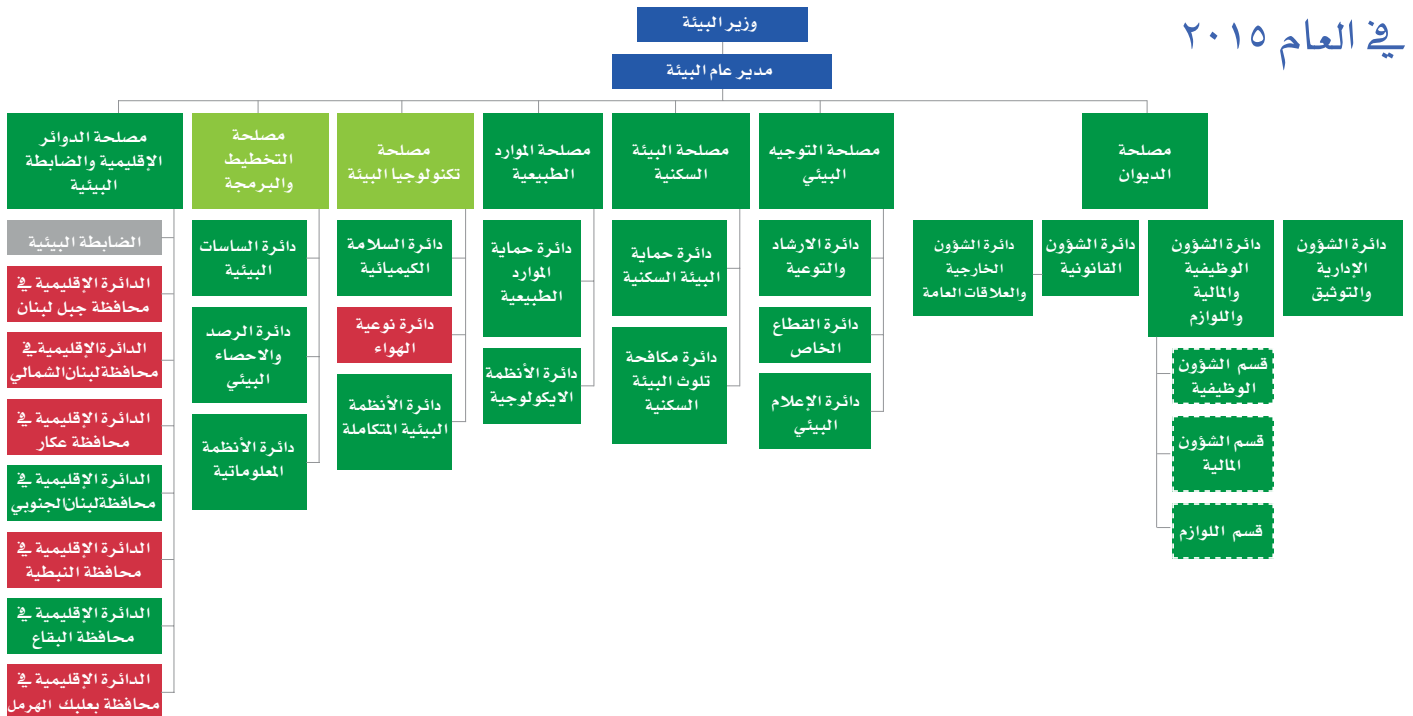 في العام ٢٠١٥
وزير البيئة
مدير عام البيئة
مصلحة
الديوان
مصلحة التوجيه
البيئي
مصلحة البيئة
السكنية
مصلحة الموارد
الطبيعية
مصلحة
تكنولوجيا البيئة
مصلحة
التخطيط
والبرمجة
مصلحة الدوائر
الإقليمية والضابطة
البيئية
دائرة الشؤون
الإدارية
والتوثيق
دائرة الشؤون
الوظيفية
والمالية
واللوازم
قسم الشؤون
الوظيفية
قسم الشؤون
المالية
قسم اللوازم
دائرة الشؤون
القانونية
دائرة الشؤون
الخارجية
والعلاقات العامة
دائرة الارشاد
والتوعية
دائرة القطاع
الخاص
دائرة الإعلام
البيئي
دائرة حماية
البيئة السكنية
دائرة مكافحة
تلوث البيئة
السكنية
دائرة حماية
الموارد
الطبيعية
دائرة الأنظمة
الايكولوجية
دائرة السلامة
الكيميائية
دائرة نوعية
الهواء
دائرة الأنظمة
البيئية المتكاملة
دائرة الساسات
البيئية
دائرة الرصد
والاحصاء
البيئي
دائرة الأنظمة
المعلوماتية
الضابطة البيئية
الدائرة الإقليمية في
محافظة جبل لبنان
الدائرة الإقليمية في
محافظة لبنان الشمالي
الدائرة الإقليمية في
محافظة عكار
الدائرة الإقليمية في
محافظة لبنان الجنوبي
الدائرة الإقليمية في
محافظة النبطية
الدائرة الإقليمية في
محافظة البقاع
الدائرة الإقليمية في
محافظة بعلبك الهرمل